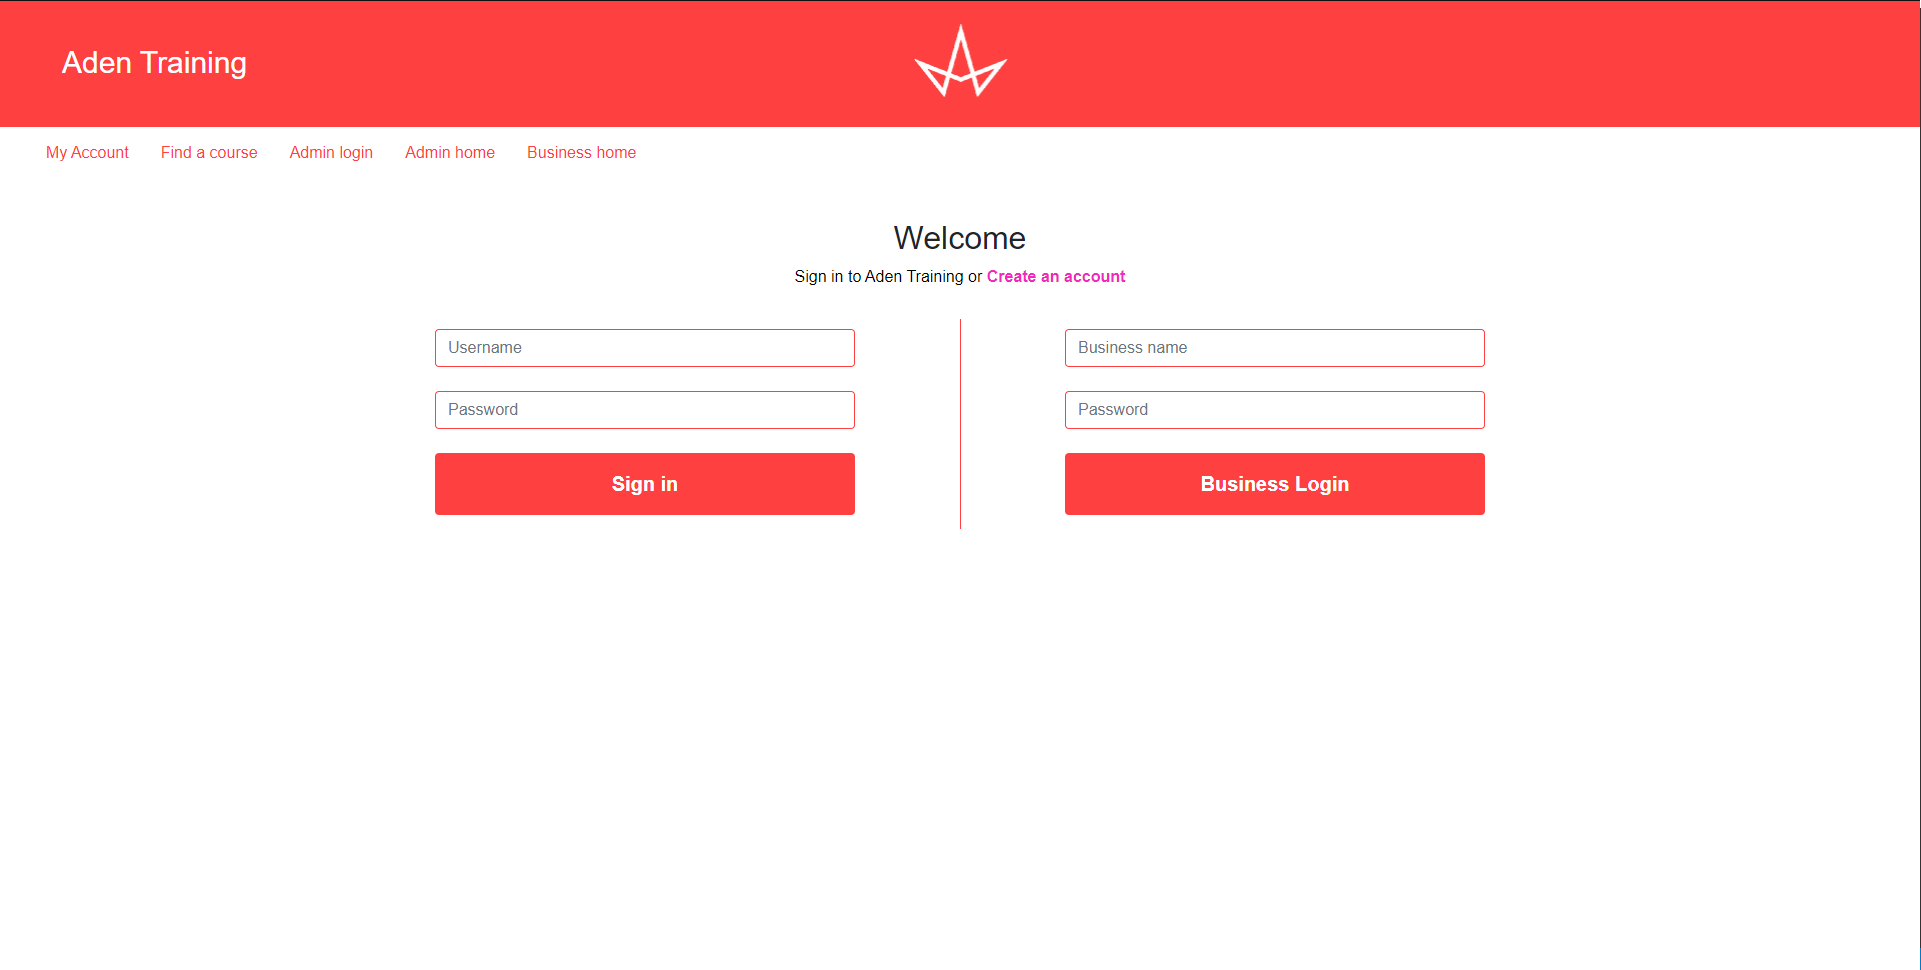 Aden Training
My Account Find a course Admin login Admin home Business home
Welcome
Sign in to Aden Training or Create an account
Username
Password
Sign in
Business name
Password
Business Login